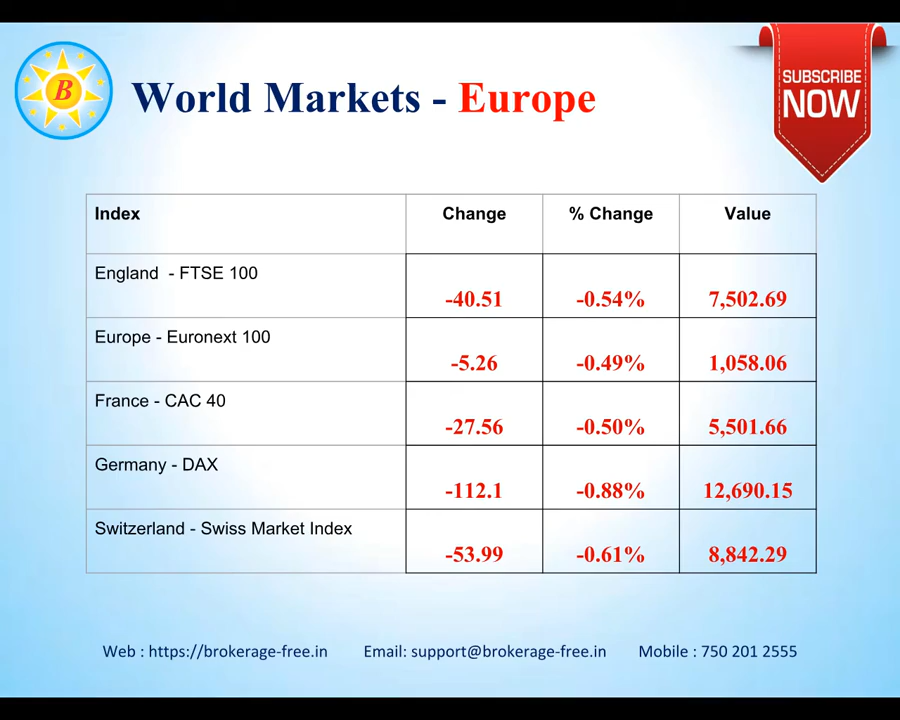 B
World Markets - Europe
SUBSCRIBE
NOW
Index Change % Change Value
England - FTSE 100 -40.51 -0.54% 7,502.69
Europe - Euronext 100 -5.26 -0.49% 1,058.06
France - CAC 40 -27.56 -0.50% 5,501.66
Germany - DAX -112.1 -0.88% 12,690.15
Switzerland - Swiss Market Index -53.99 -0.61% 8,842.29
Web : https://brokerage-free.in Email: support@brokerage-free.in Mobile : 750 201 2555